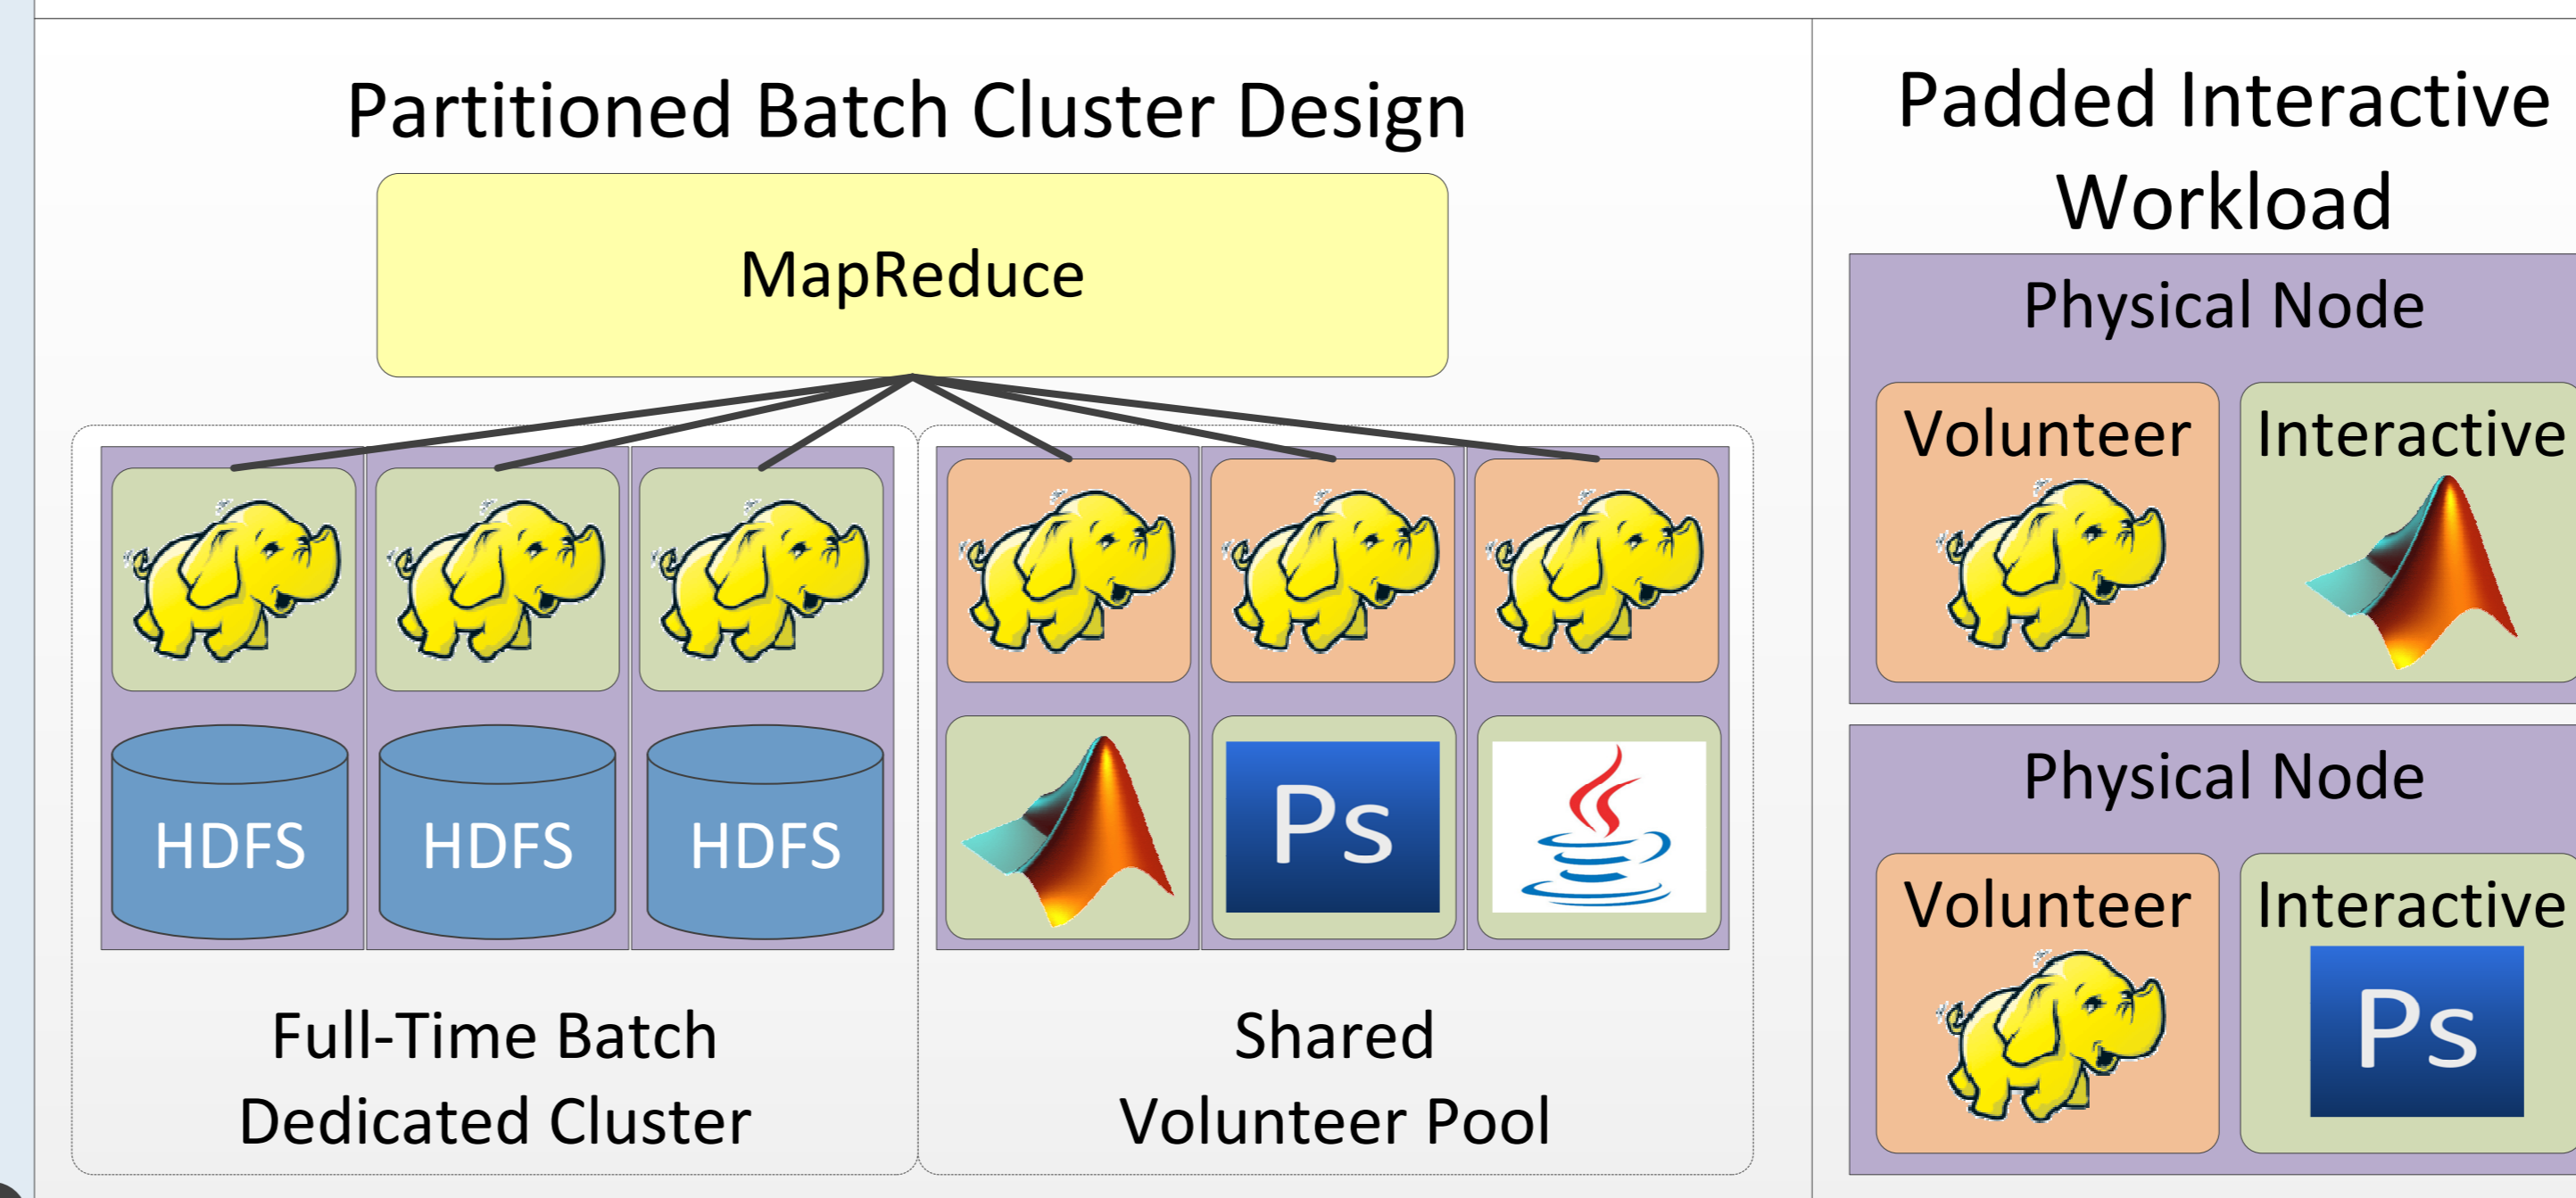 Partitioned Batch Cluster Design
MapReduce
HDFS
HDFS
HDFS
Ps
Full-Time Batch
Dedicated Cluster
Shared
Volunteer Pool
Padded Interactive
Workload
Physical Node
Volunteer
Interactive
Physical Node
Volunteer
Interactive
Ps